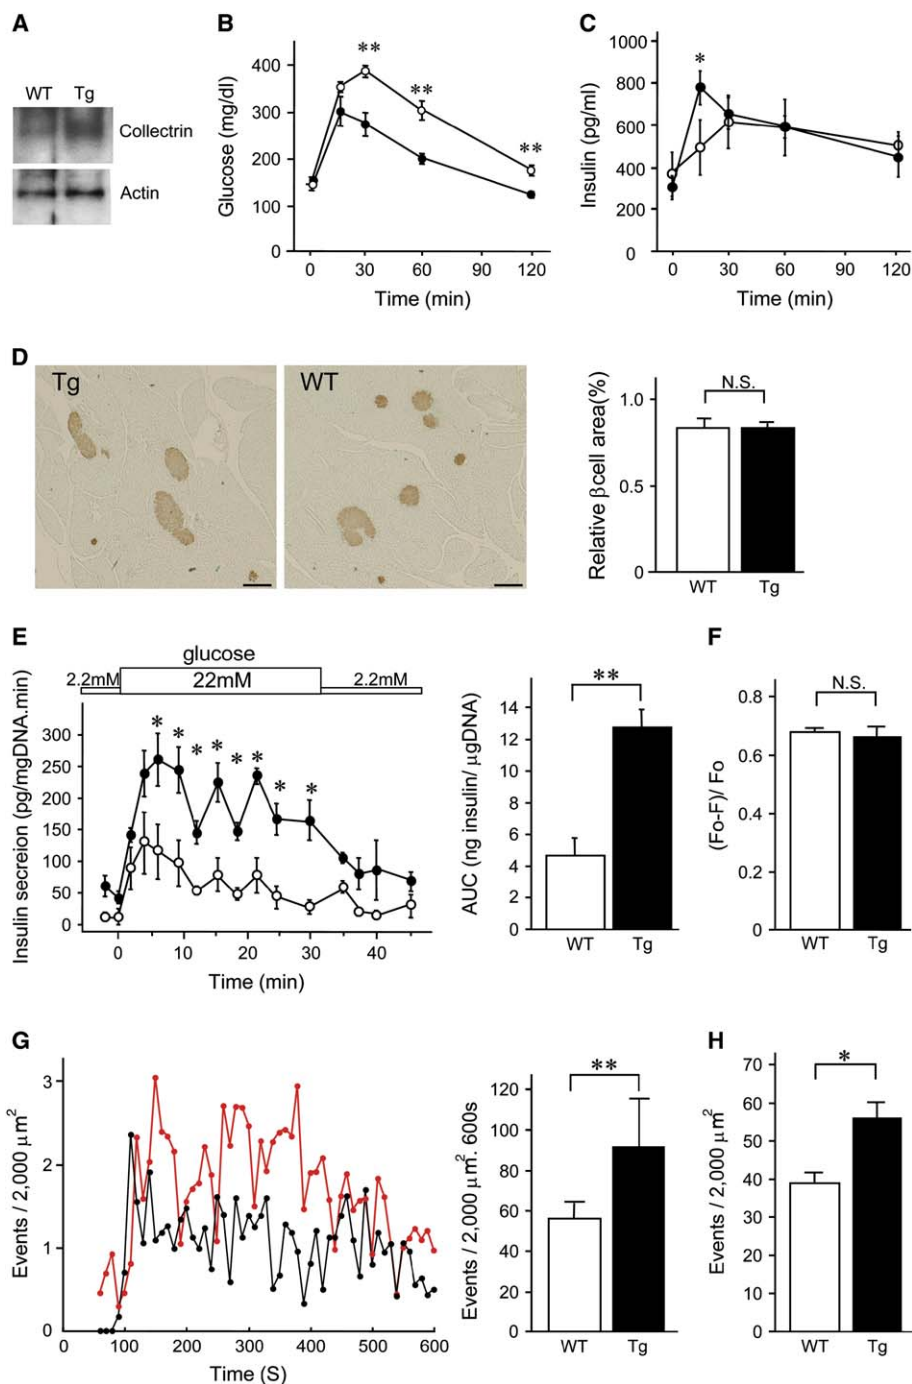 A
WT Tg
Collectrin
Actin
B
Glucose (mg/dl)
400
300
200
100
0
** ** **
0 30 60 90 120
Time (min)
C
Insulin (pg/ml)
1000
800
600
400
200
0
*
0 30 60 90 120
Time (min)
D
Tg
WT
Relative βcell area(%)
1.0
0.5
0
N.S.
WT Tg
E
glucose
2.2mM 22mM 2.2mM
Insulin secreion (pg/mgDNA.min)
300
250
200
150
100
50
0
* * * * * * * *
0 10 20 30 40
Time (min)
AUC (ng insulin/ μgDNA)
14
12
10
8
6
4
2
0
**
WT Tg
F
(Fo-F)/ Fo
0.8
0.6
0.4
0.2
0
N.S.
WT Tg
G
Events / 2,000 μm²
3
2
1
0
0 100 200 300 400 500 600
Time (S)
Events / 2,000 μm². 600s
120
100
80
60
40
20
0
**
WT Tg
H
Events / 2,000 μm²
70
60
50
40
30
20
10
0
*
WT Tg